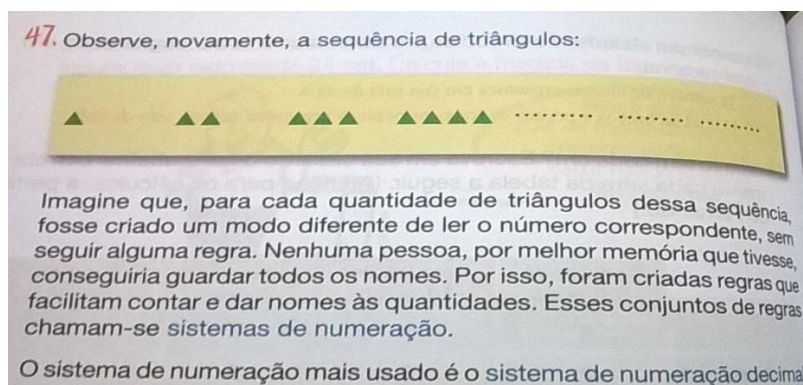 47. Observe, novamente, a sequência de triângulos:
Imagine que, para cada quantidade de triângulos dessa sequência,
fosse criado um modo diferente de ler o número correspondente, sem
seguir alguma regra. Nenhuma pessoa, por melhor memória que tivesse,
conseguiria guardar todos os nomes. Por isso, foram criadas regras que
facilitam contar e dar nomes às quantidades. Esses conjuntos de regras
chamam-se sistemas de numeração.
O sistema de numeração mais usado é o sistema de numeração decima